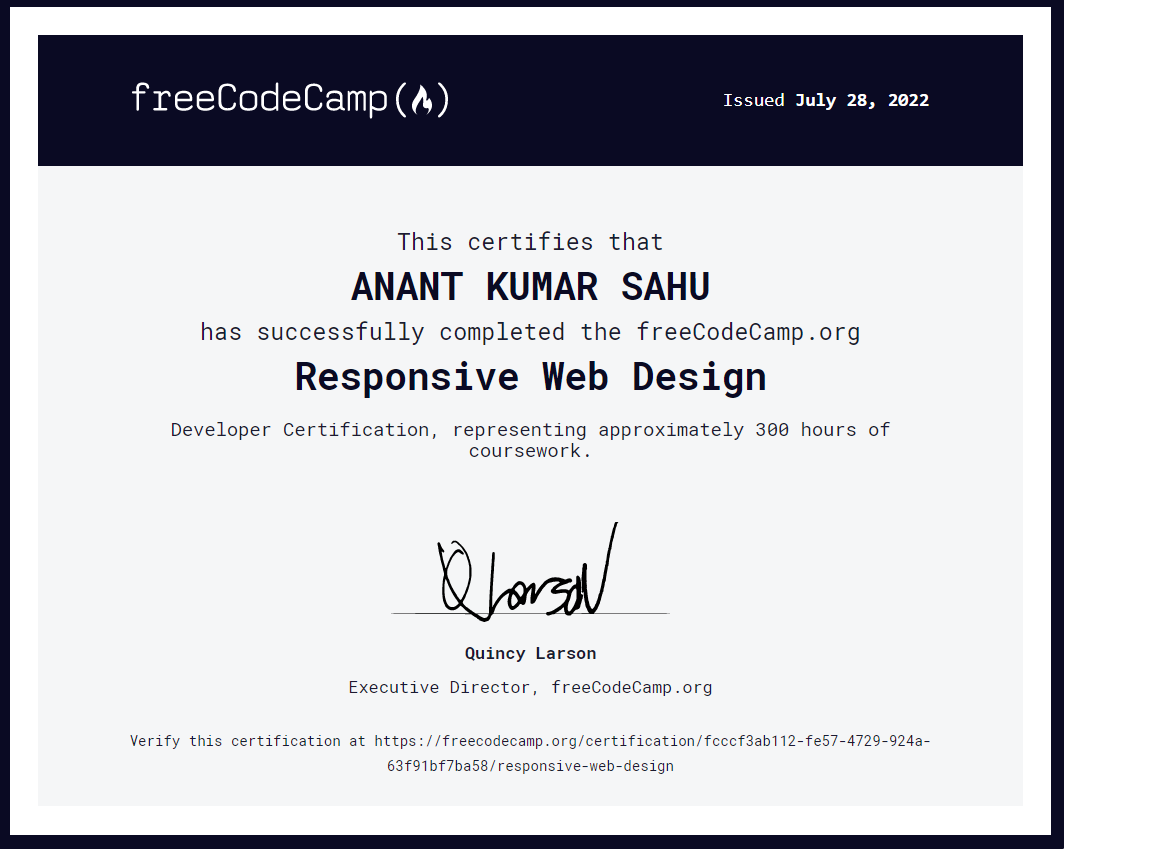 freeCodeCamp(🔥)
Issued July 28, 2022
This certifies that
ANANT KUMAR SAHU
has successfully completed the freeCodeCamp.org
Responsive Web Design
Developer Certification, representing approximately 300 hours of
coursework.
Q Larson
Quincy Larson
Executive Director, freeCodeCamp.org
Verify this certification at https://freecodecamp.org/certification/fcccf3ab112-fe57-4729-924a-
63f91bf7ba58/responsive-web-design